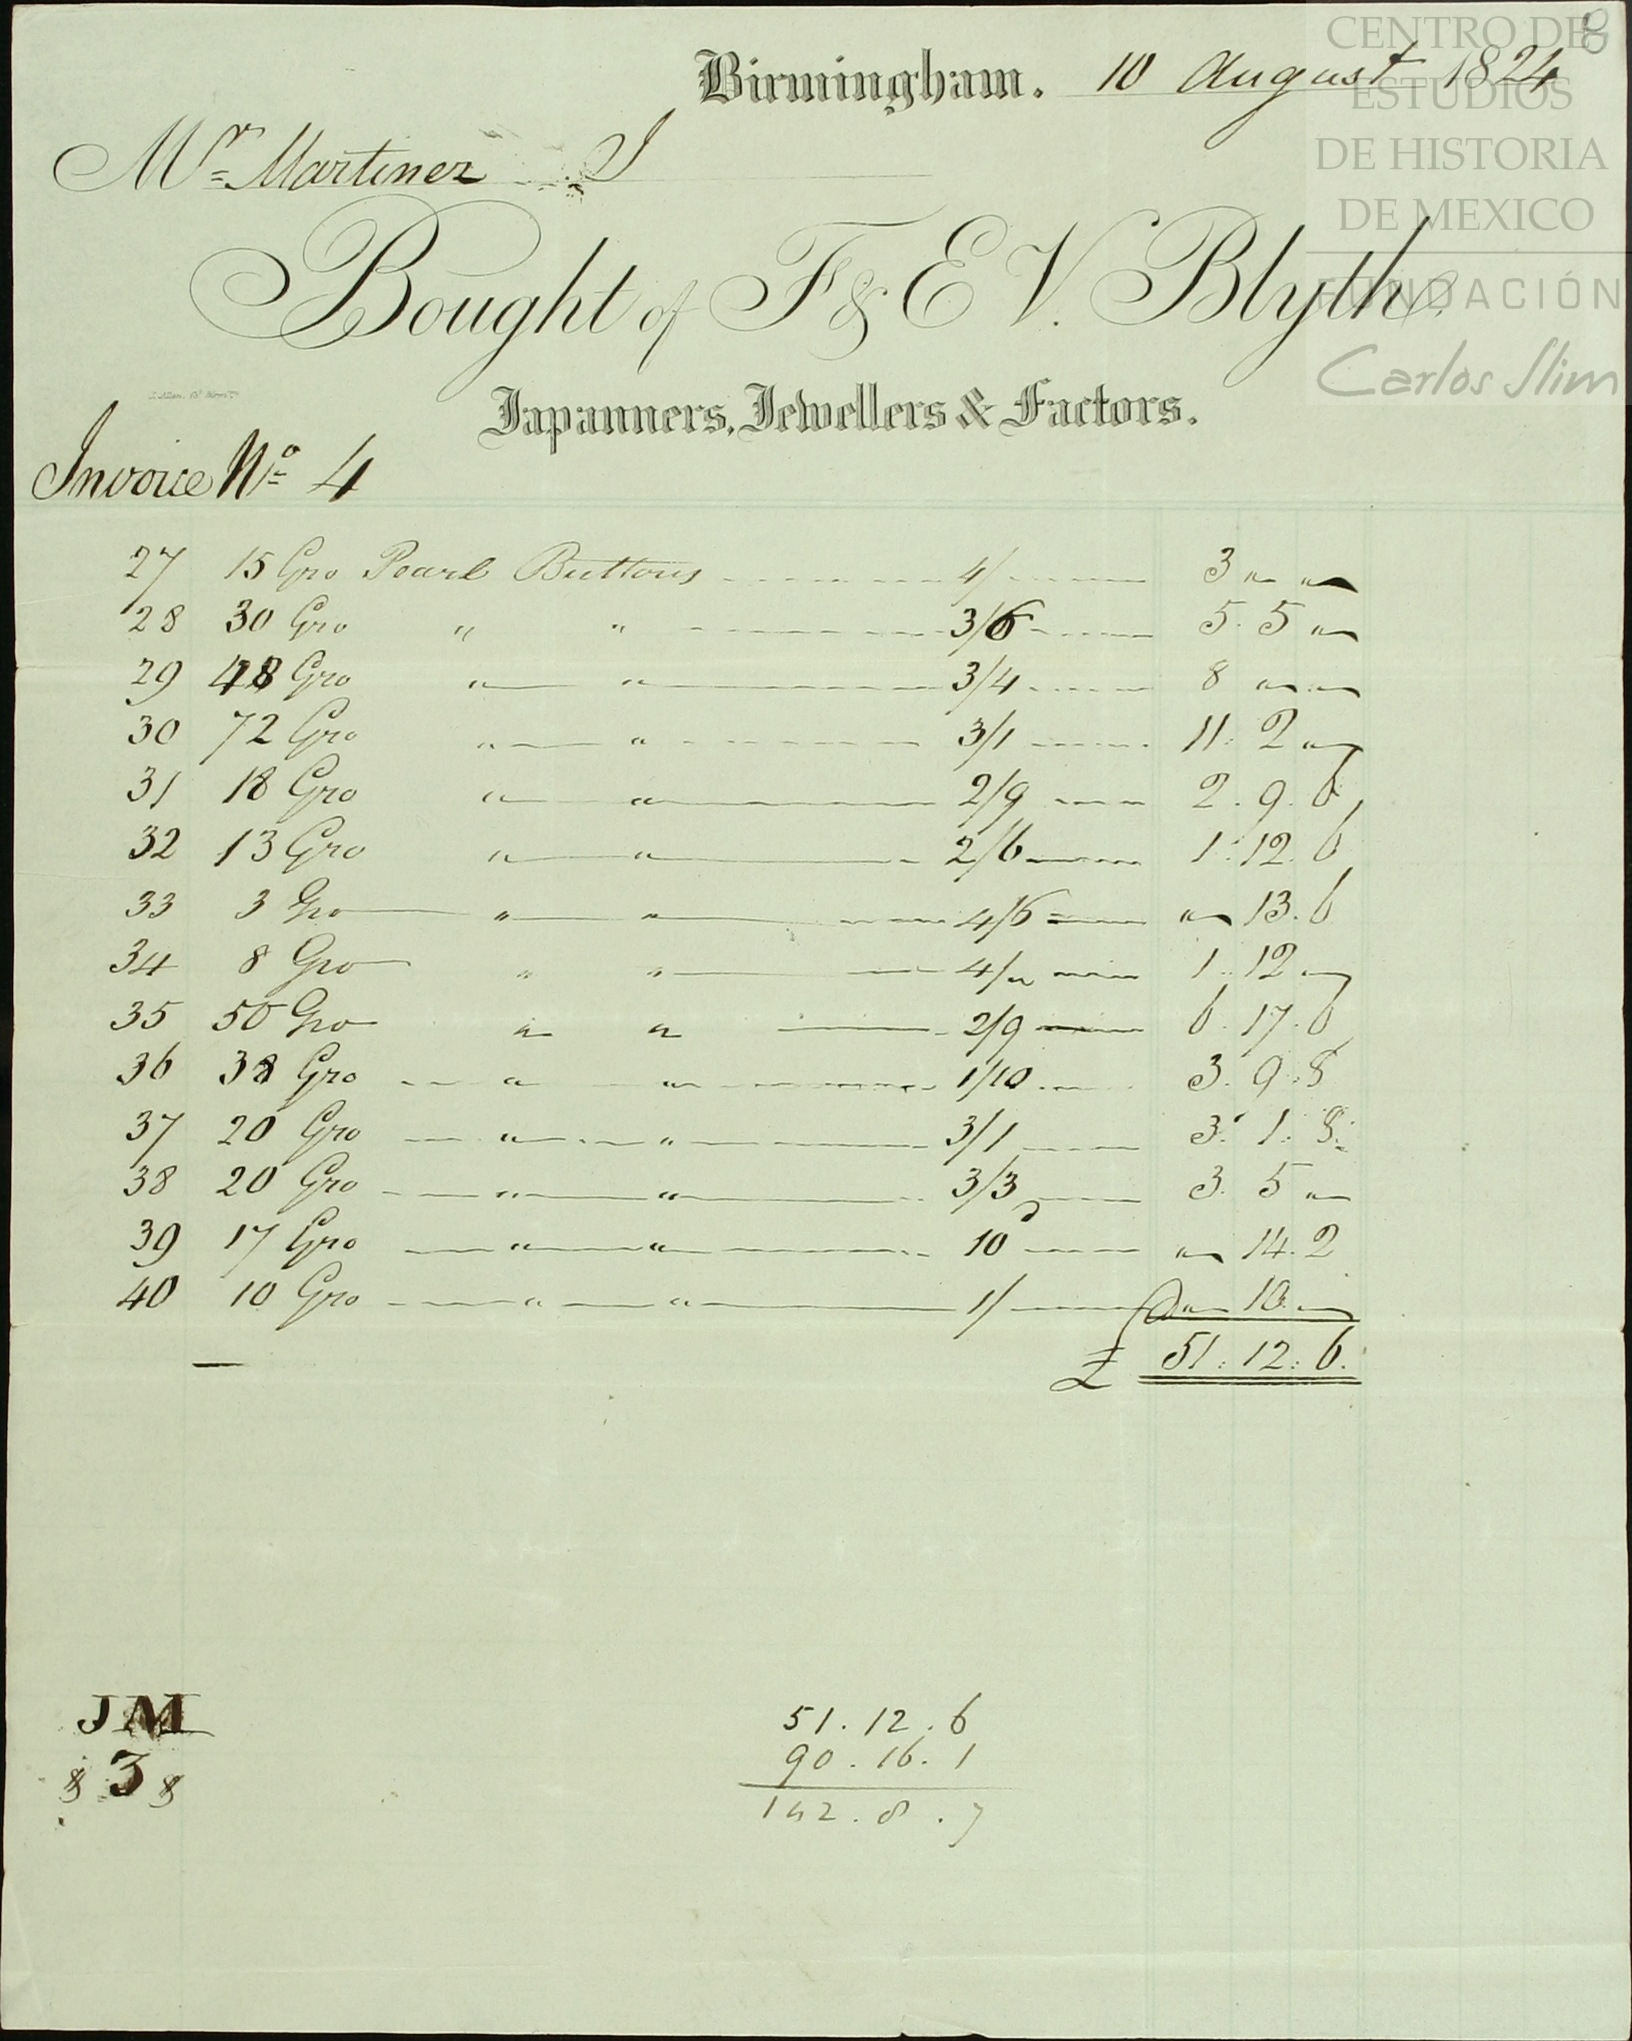 Birmingham. 10 August 1824
Mr Martinez J
Bought of F & E V. Blyth.
Japanners, Jewellers & Factors.
Invoice No 4
27 15 Gro Pearl Buttons 4/ 3 " "
28 30 Gro " " 3/6 5. 5 "
29 48 Gro " " 3/4 8 " "
30 72 Gro " " 3/1 11. 2 "
31 18 Gro " " 2/9 2. 9. 6
32 13 Gro " " 2/6 1. 12. 6
33 3 Gro " " 4/6 " 13. 6
34 8 Gro " " 4/" 1. 12 "
35 50 Gro " " 2/9 6. 17. 6
36 38 Gro " " 1/10 3. 9. 8
37 20 Gro " " 3/1 3. 1. 8.
38 20 Gro " " 3/3 3. 5 "
39 17 Gro " " 10d " 14. 2
40 10 Gro " " 1/ " 10. "
£ 51: 12: 6.
JM
3
51. 12. 6
90. 16. 1
142. 8. 7
CENTRO DE
ESTUDIOS
DE HISTORIA
DE MEXICO
FUNDACIÓN
Carlos Slim